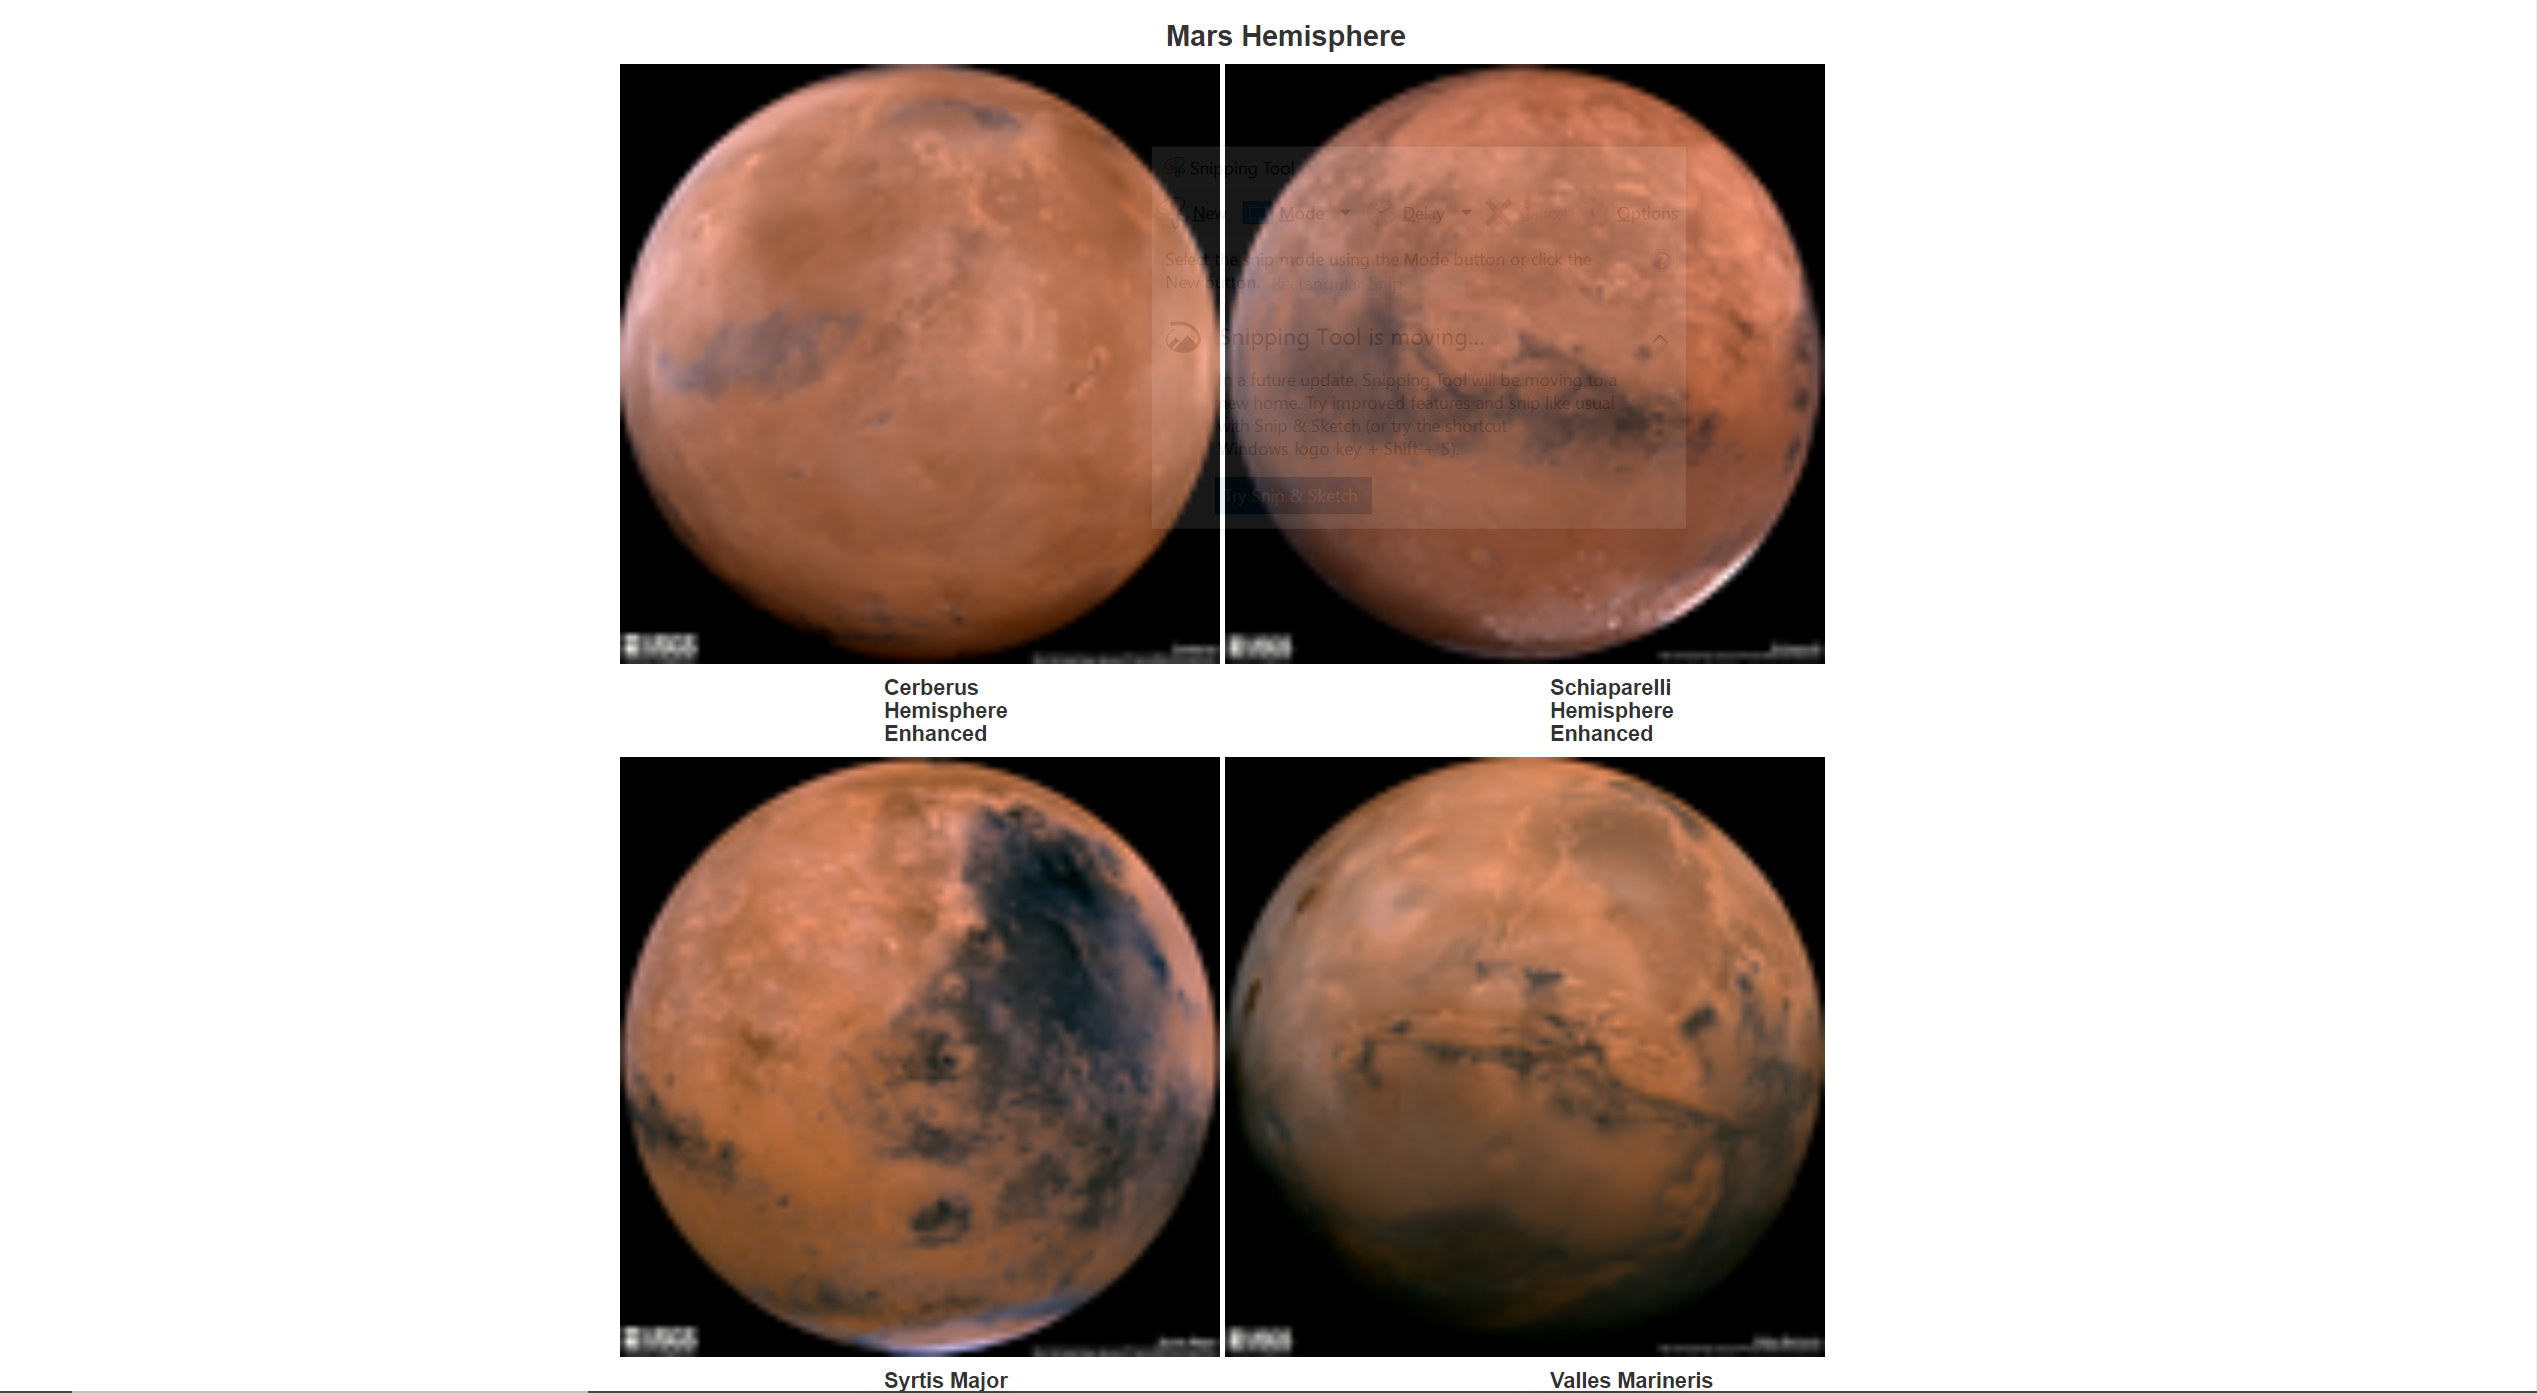 Mars Hemisphere
Snipping Tool
New Mode Delay Cancel Options
Select the snip mode using the Mode button or click the
New button. Rectangular Snip
Snipping Tool is moving...
In a future update, Snipping Tool will be moving to a
new home. Try improved features and snip like usual
with Snip & Sketch (or try the shortcut
Windows logo key + Shift + S).
Try Snip & Sketch
USGS
USGS
Cerberus
Hemisphere
Enhanced
Schiaparelli
Hemisphere
Enhanced
USGS
USGS
Syrtis Major
Valles Marineris